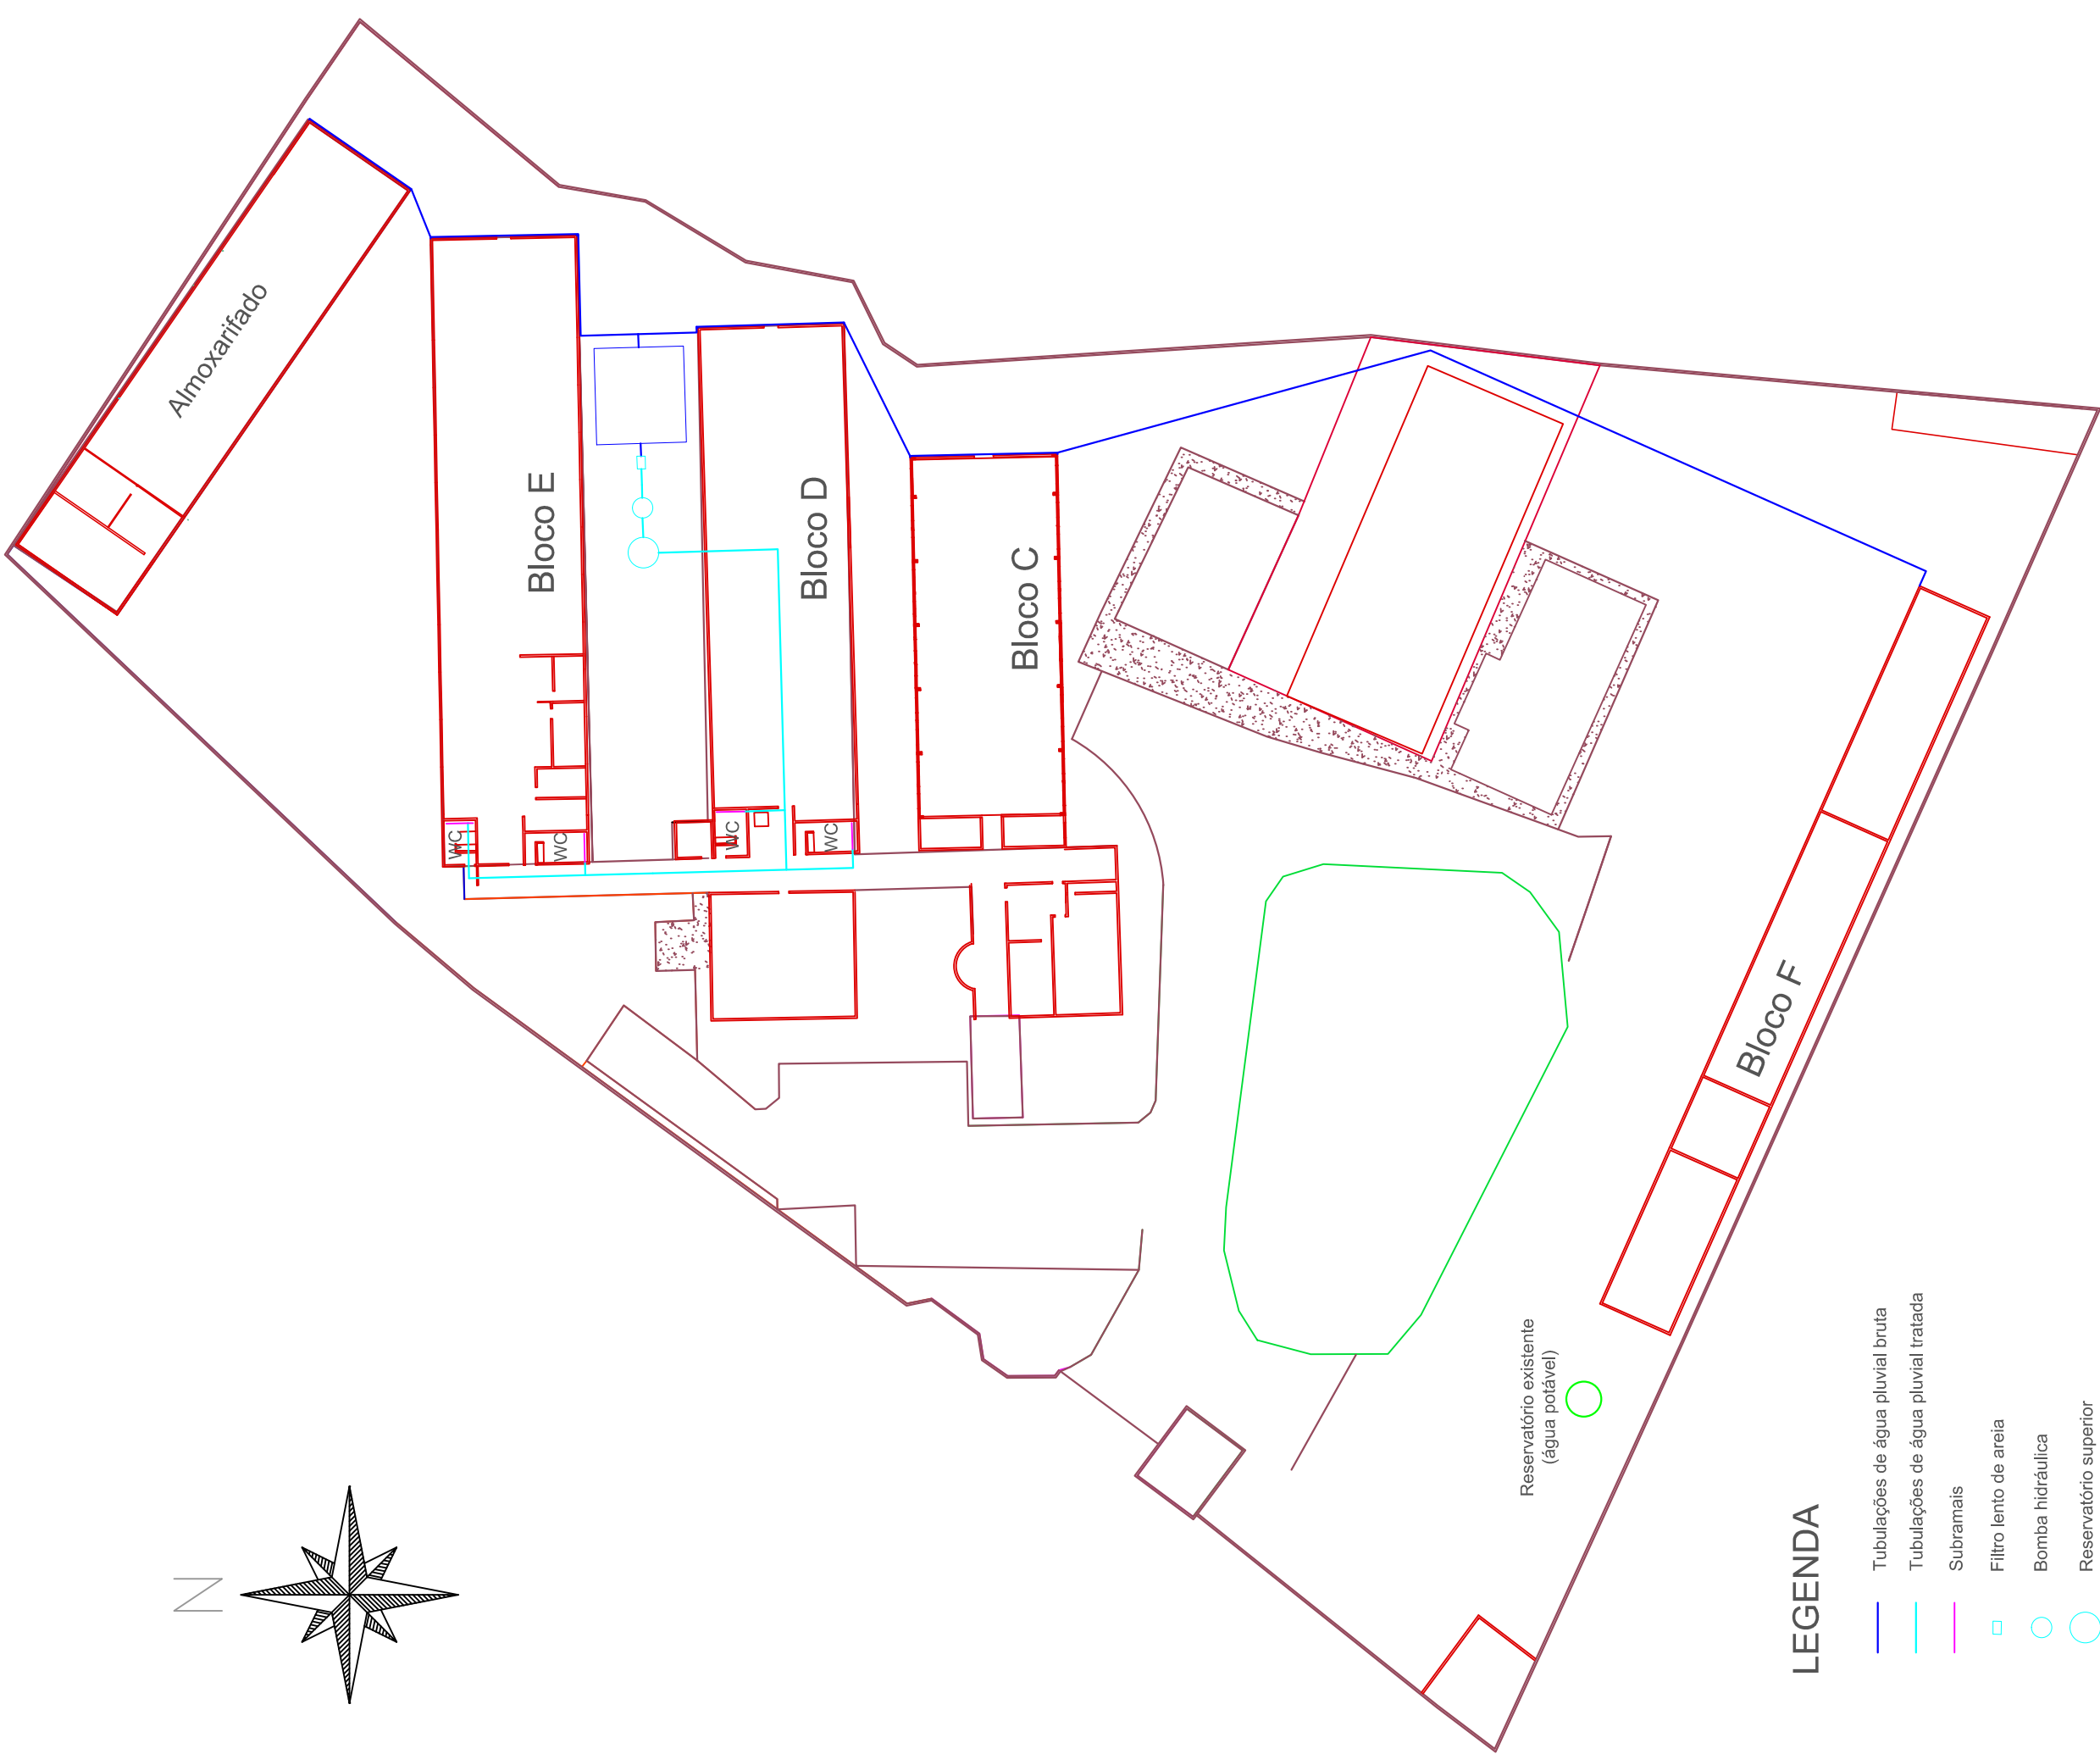 Almoxarifado
Bloco E
Bloco D
Bloco C
Bloco F
WC
WC
WC
WC
Reservatório existente
(água potável)
N
LEGENDA
Tubulações de água pluvial bruta
Tubulações de água pluvial tratada
Subramais
Filtro lento de areia
Bomba hidráulica
Reservatório superior